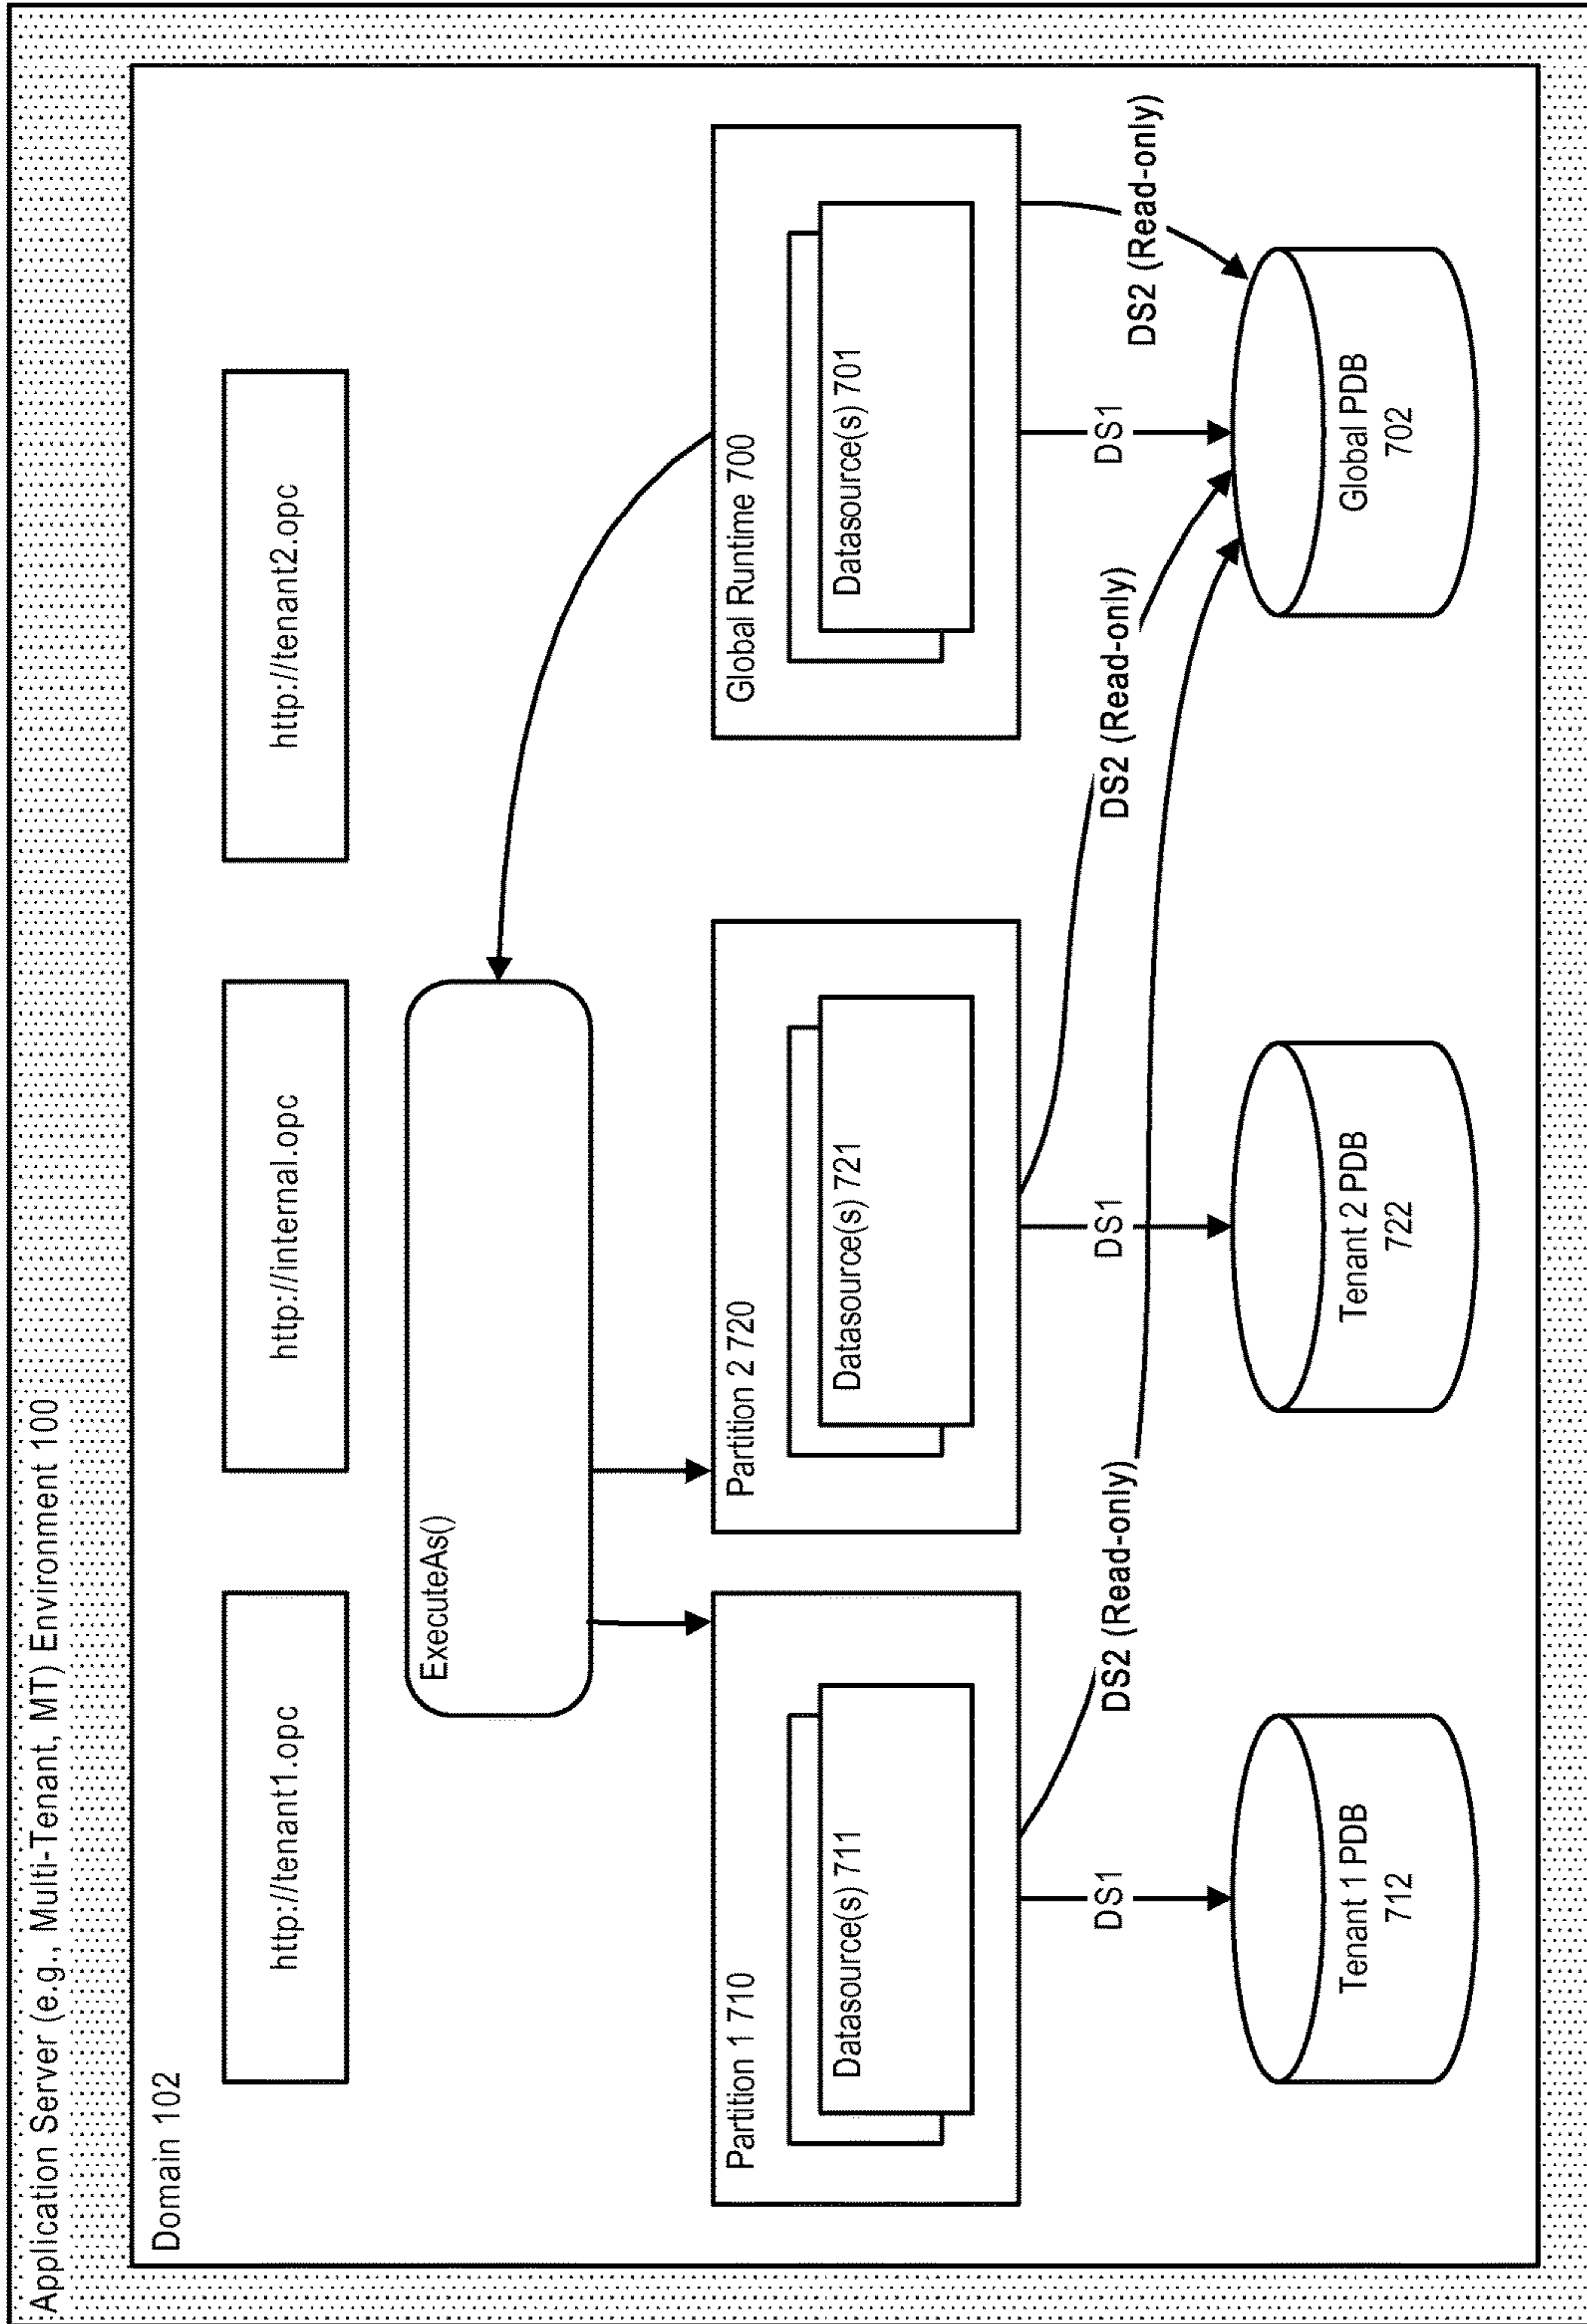 Application Server (e.g., Multi-Tenant, MT) Environment 100
Domain 102
http://tenant1.opc
http://internal.opc
http://tenant2.opc
ExecuteAs()
Partition 1 710
Partition 2 720
Global Runtime 700
Datasource(s) 711
Datasource(s) 721
Datasource(s) 701
DS1
DS2 (Read-only)
DS1
DS2 (Read-only)
DS1
DS2 (Read-only)
Tenant 1 PDB
712
Tenant 2 PDB
722
Global PDB
702